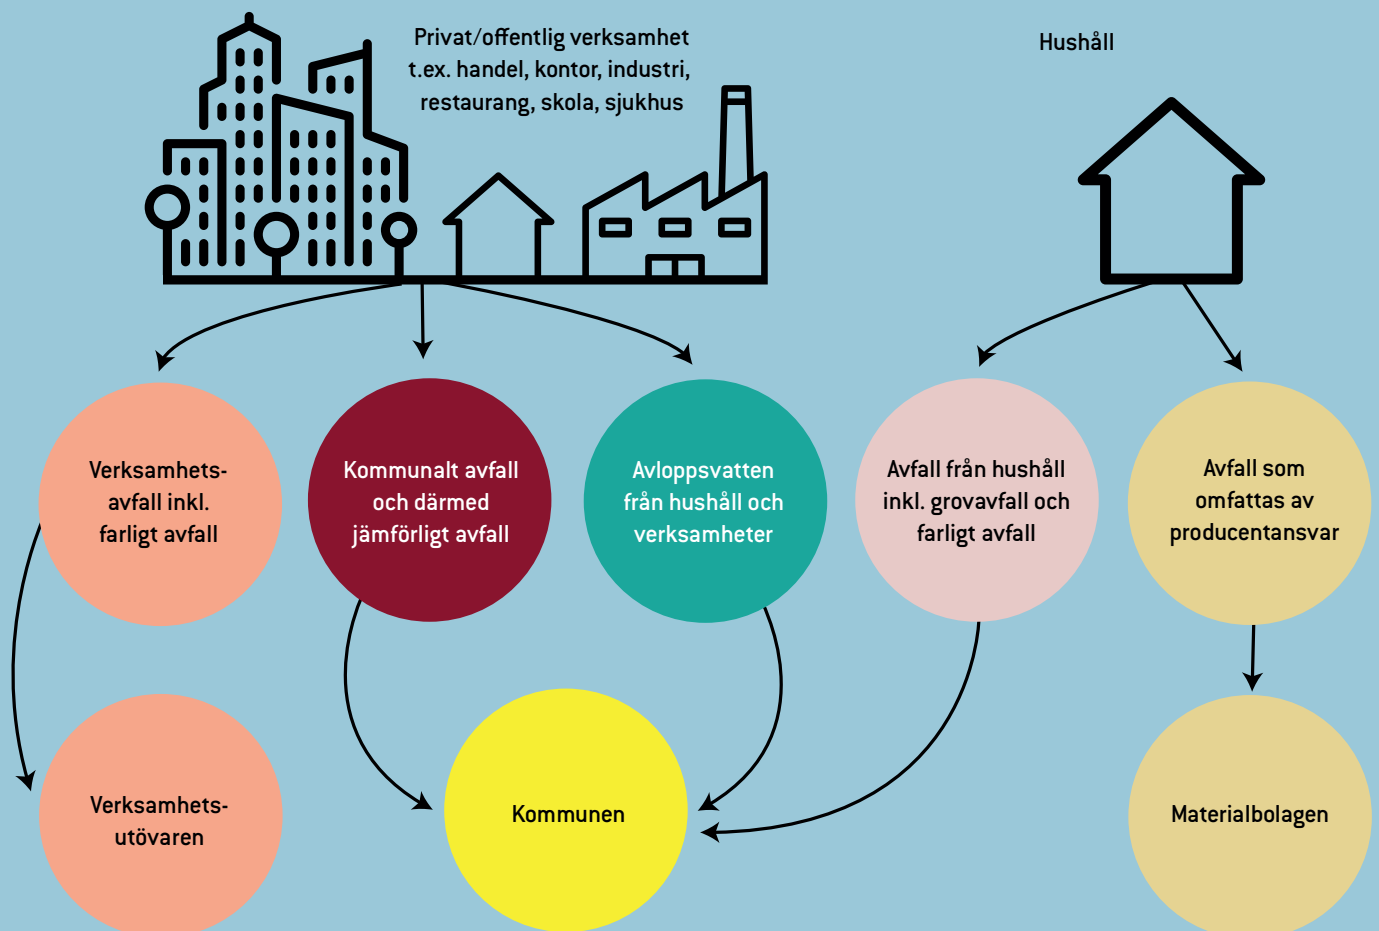 Privat/offentlig verksamhet
t.ex. handel, kontor, industri,
restaurang, skola, sjukhus
Hushåll
Verksamhets-
avfall inkl.
farligt avfall
Kommunalt avfall
och därmed
jämförligt avfall
Avloppsvatten
från hushåll och
verksamheter
Avfall från hushåll
inkl. grovavfall och
farligt avfall
Avfall som
omfattas av
producentansvar
Verksamhets-
utövaren
Kommunen
Materialbolagen